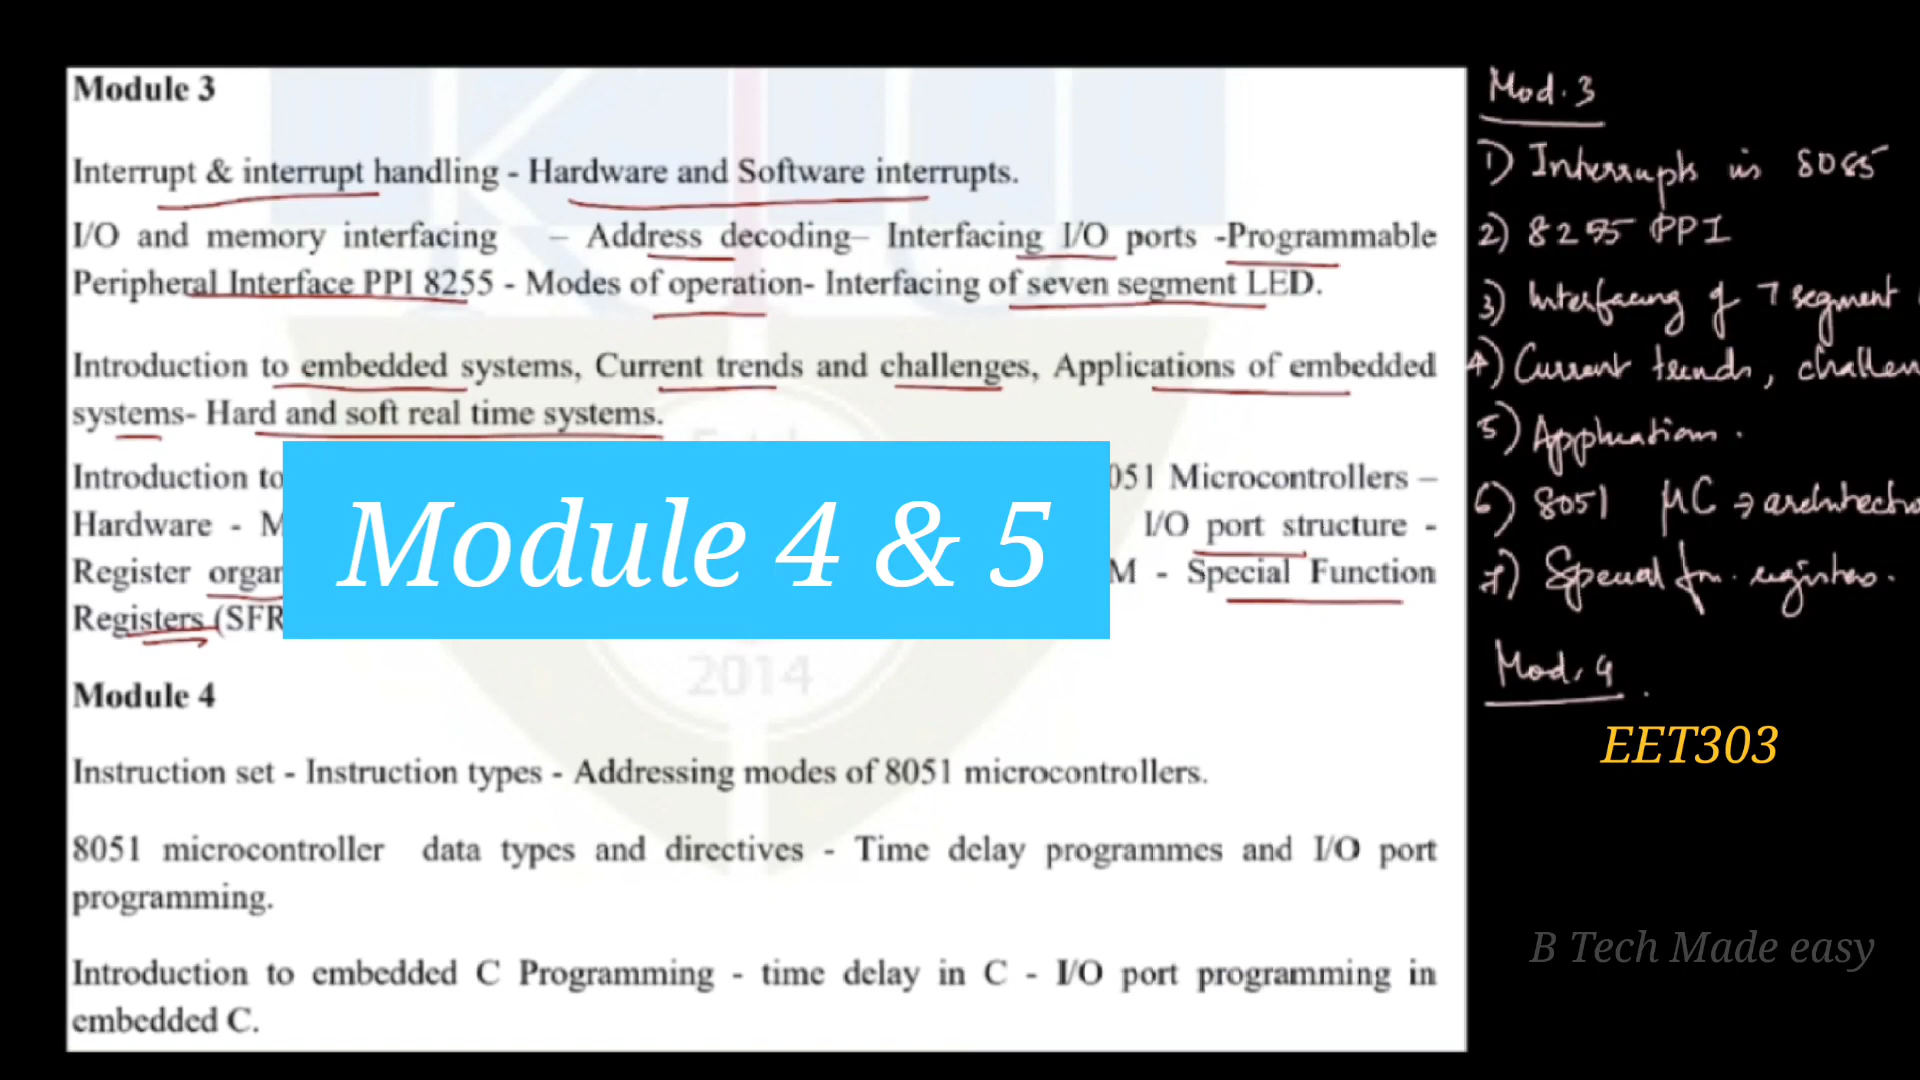 Module 3
Interrupt & interrupt handling - Hardware and Software interrupts.
I/O and memory interfacing – Address decoding– Interfacing I/O ports -Programmable
Peripheral Interface PPI 8255 - Modes of operation- Interfacing of seven segment LED.
Introduction to embedded systems, Current trends and challenges, Applications of embedded
systems- Hard and soft real time systems.
Introduction to 051 Microcontrollers –
Hardware - M I/O port structure -
Register organ M - Special Function
Registers (SFR
Module 4 & 5
2014
Module 4
Instruction set - Instruction types - Addressing modes of 8051 microcontrollers.
8051 microcontroller data types and directives - Time delay programmes and I/O port
programming.
Introduction to embedded C Programming - time delay in C - I/O port programming in
embedded C.
Mod. 3
1) Interrupts in 8085
2) 8255 PPI
3) Interfacing of 7 segment
4) Current trends, challen
5) Applications.
6) 8051 μC → architectu
7) Special fn. registers.
Mod. 4
EET303
B Tech Made easy